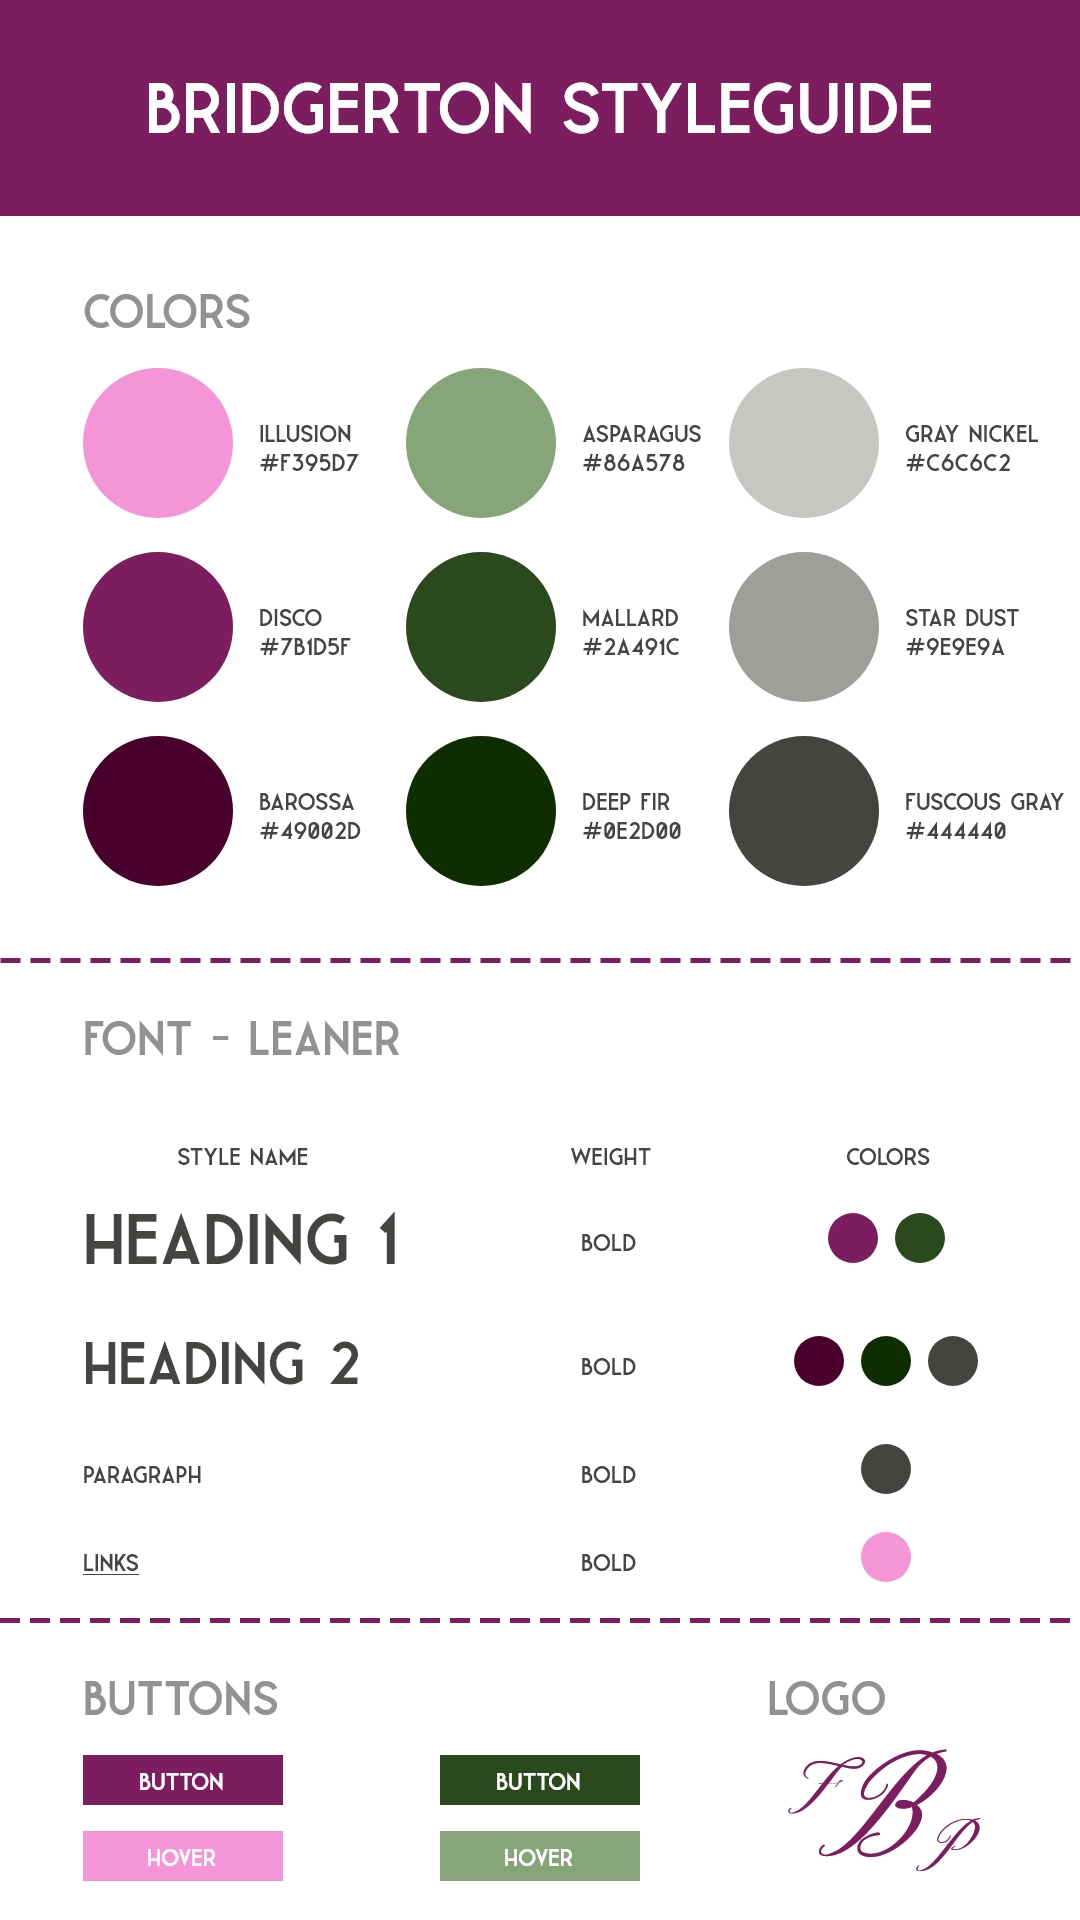 BRIDGERTON STYLEGUIDE
COLORS
ILLUSION
#F395D7
ASPARAGUS
#86A578
GRAY NICKEL
#C6C6C2
DISCO
#7B1D5F
MALLARD
#2A491C
STAR DUST
#9E9E9A
BAROSSA
#49002D
DEEP FIR
#0E2D00
FUSCOUS GRAY
#444440
FONT - LEANER
STYLE NAME WEIGHT COLORS
HEADING 1 BOLD
HEADING 2 BOLD
PARAGRAPH BOLD
LINKS BOLD
BUTTONS
BUTTON BUTTON
HOVER HOVER
LOGO
F B P